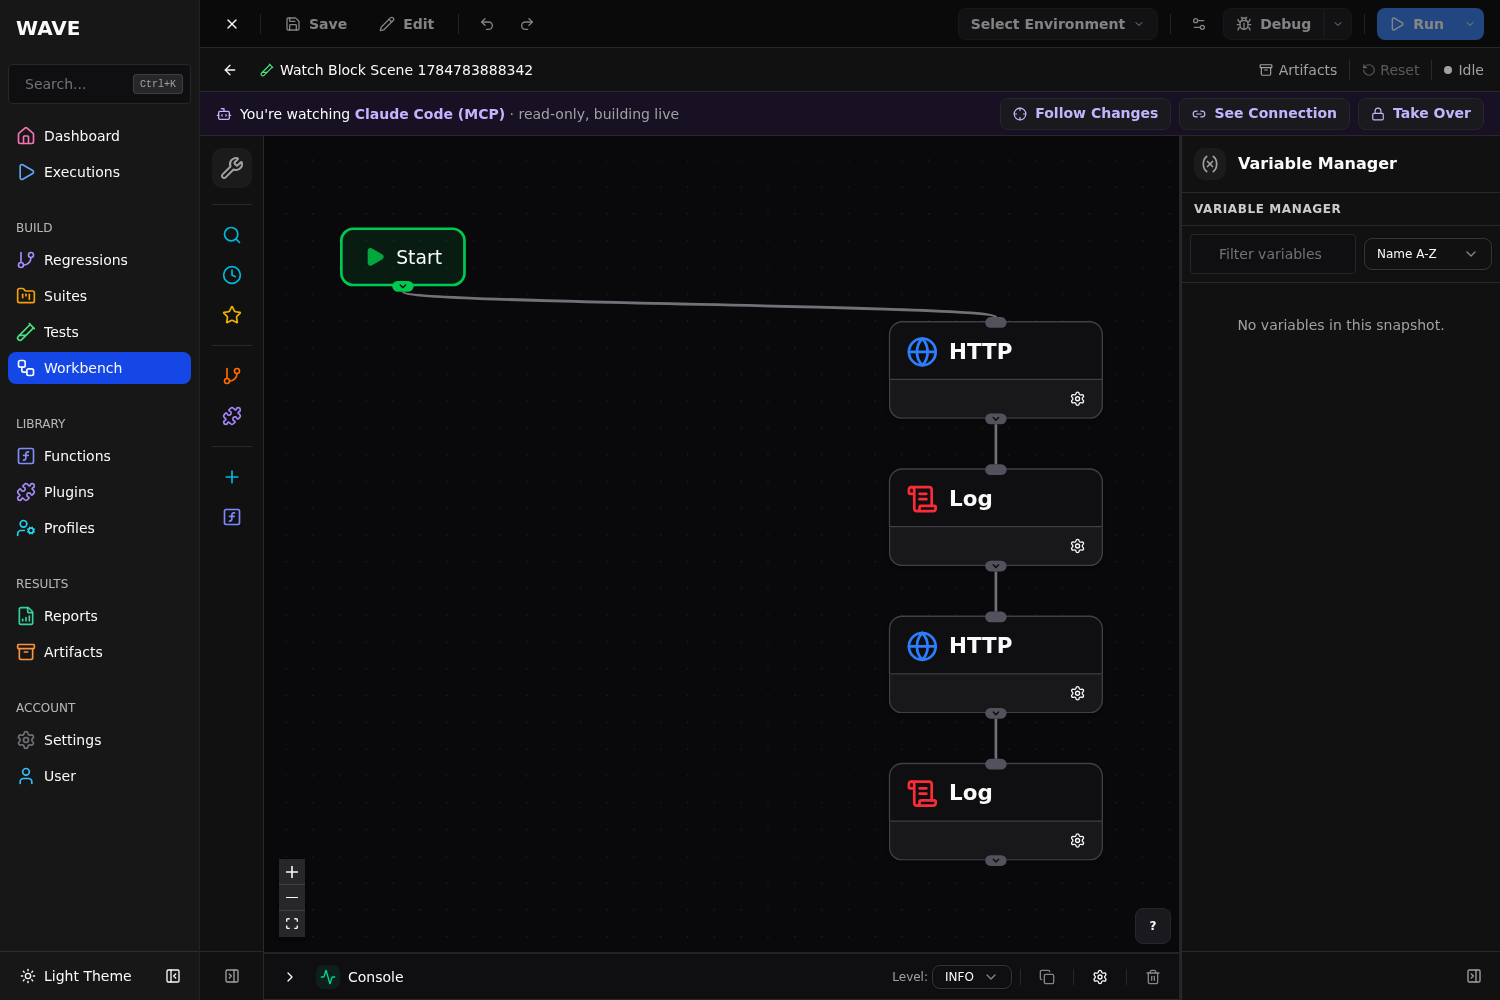 WAVE
Save
Edit
Select Environment
Debug
Run
Search...
Ctrl+K
Watch Block Scene 1784783888342
Artifacts
Reset
Idle
You're watching Claude Code (MCP) · read-only, building live
Follow Changes
See Connection
Take Over
Dashboard
Executions
BUILD
Regressions
Suites
Tests
Workbench
LIBRARY
Functions
Plugins
Profiles
RESULTS
Reports
Artifacts
ACCOUNT
Settings
User
Light Theme
Start
HTTP
Log
HTTP
Log
?
Variable Manager
VARIABLE MANAGER
Filter variables
Name A-Z
No variables in this snapshot.
Console
Level:
INFO